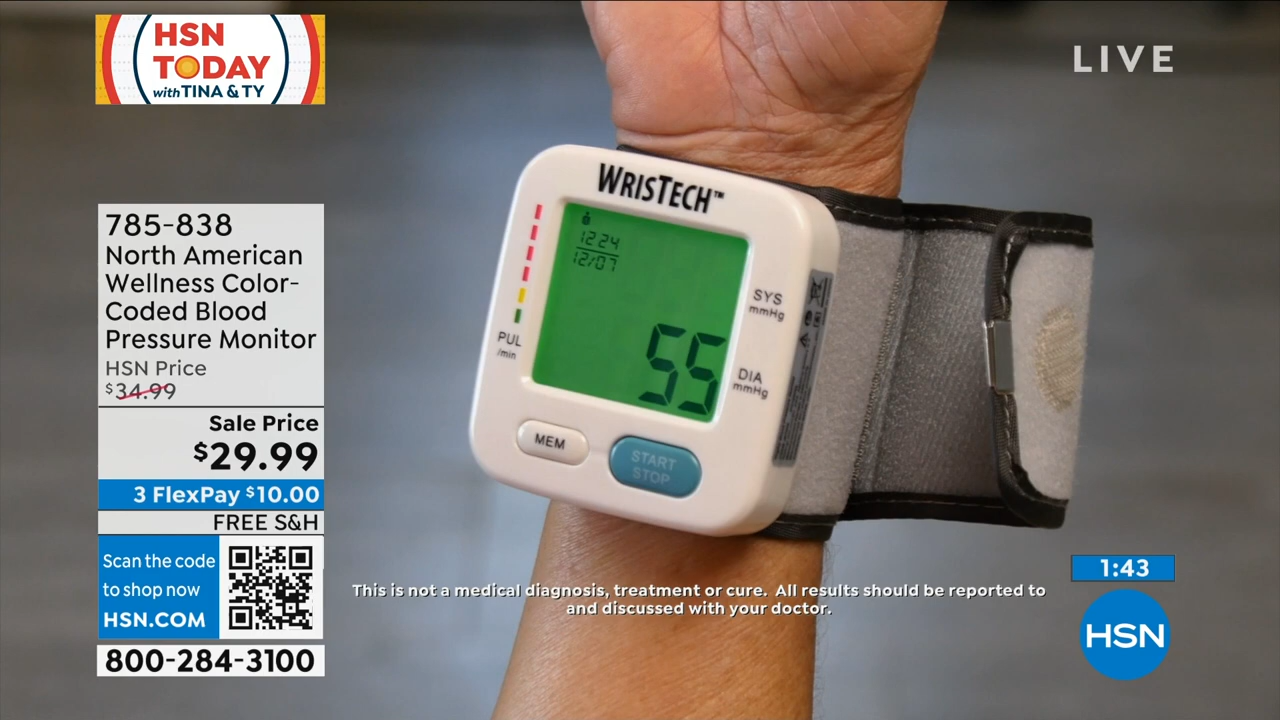 HSN
TODAY
with TINA & TY
LIVE
785-838
North American
Wellness Color-
Coded Blood
Pressure Monitor
HSN Price
$34.99
Sale Price
$29.99
3 FlexPay $10.00
FREE S&H
Scan the code
to shop now
HSN.COM
800-284-3100
WRISTECH™
12 24
12/07
55
SYS
mmHg
DIA
mmHg
PUL
/min
MEM
START
STOP
This is not a medical diagnosis, treatment or cure. All results should be reported to
and discussed with your doctor.
1:43
HSN